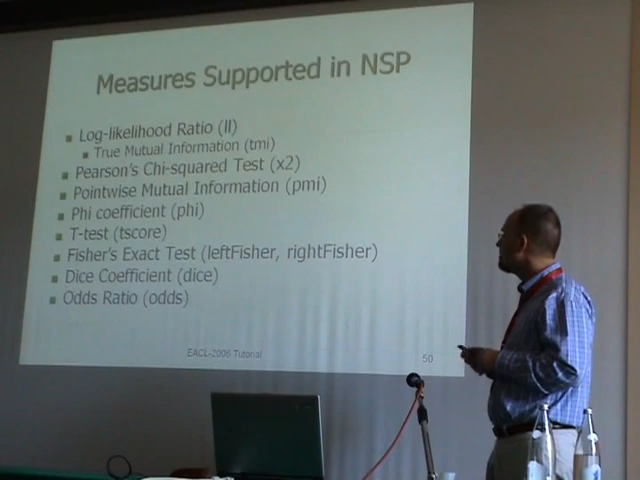 Measures Supported in NSP
Log-likelihood Ratio (ll)
True Mutual Information (tmi)
Pearson's Chi-squared Test (x2)
Pointwise Mutual Information (pmi)
Phi coefficient (phi)
T-test (tscore)
Fisher's Exact Test (leftFisher, rightFisher)
Dice Coefficient (dice)
Odds Ratio (odds)
EACL-2006 Tutorial
50